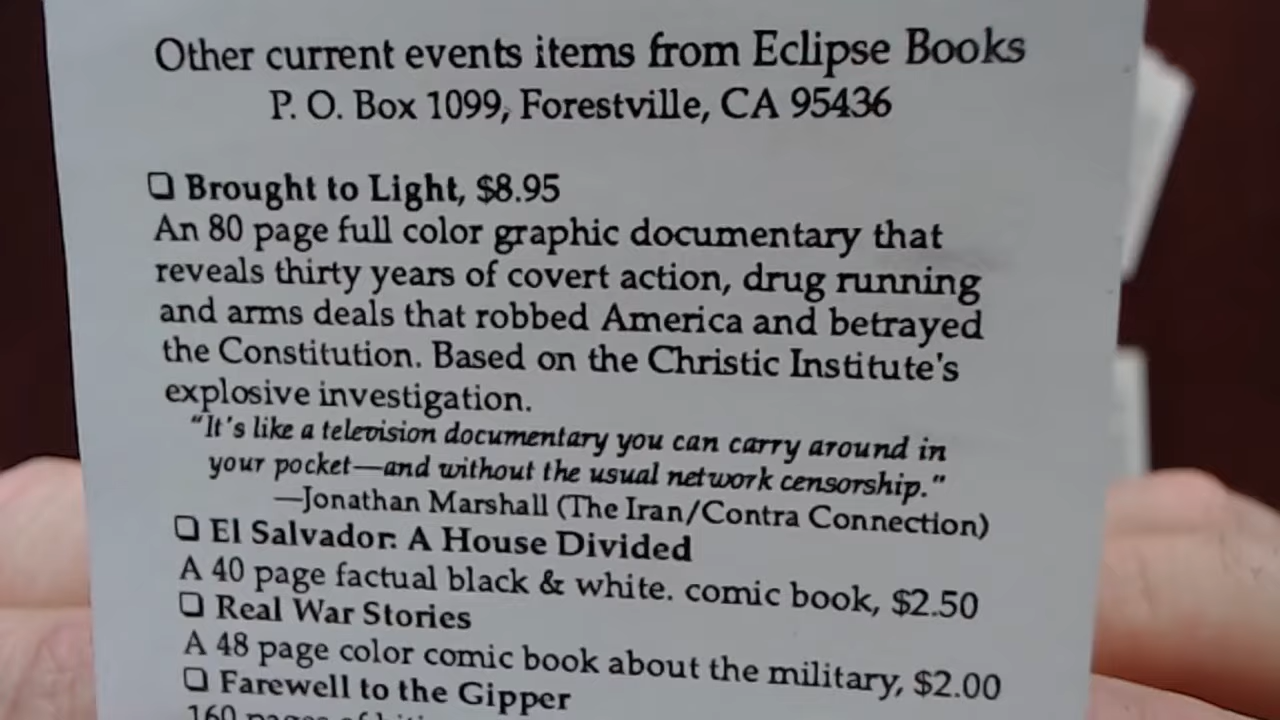 Other current events items from Eclipse Books
P. O. Box 1099, Forestville, CA 95436
❑ Brought to Light, $8.95
An 80 page full color graphic documentary that
reveals thirty years of covert action, drug running
and arms deals that robbed America and betrayed
the Constitution. Based on the Christic Institute's
explosive investigation.
"It's like a television documentary you can carry around in
your pocket—and without the usual network censorship."
—Jonathan Marshall (The Iran/Contra Connection)
❑ El Salvador: A House Divided
A 40 page factual black & white. comic book, $2.50
❑ Real War Stories
A 48 page color comic book about the military, $2.00
❑ Farewell to the Gipper
160 pages of